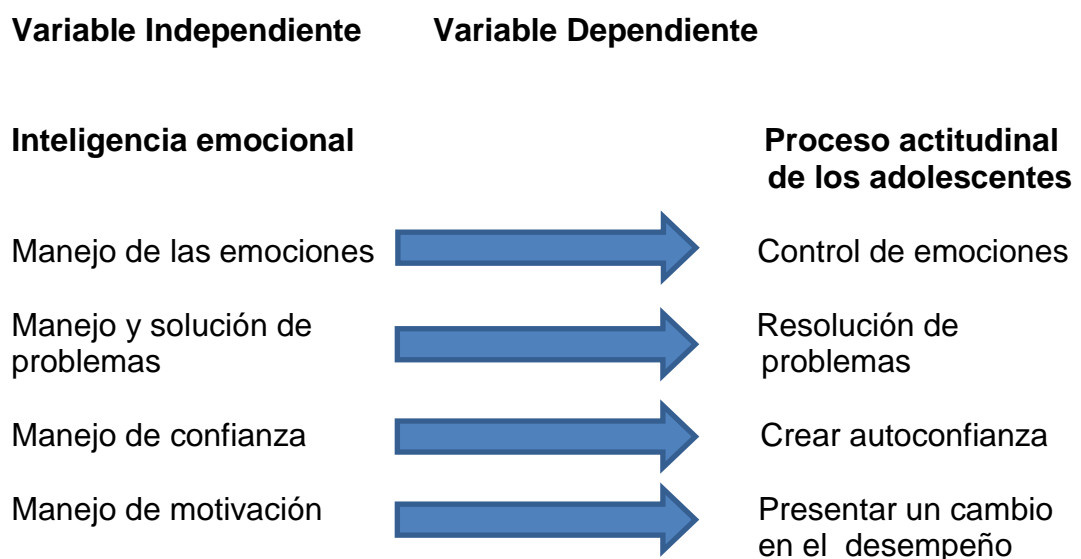 Variable Independiente Variable Dependiente
Inteligencia emocional
Proceso actitudinal
de los adolescentes
Manejo de las emociones
Control de emociones
Manejo y solución de
problemas
Resolución de
problemas
Manejo de confianza
Crear autoconfianza
Manejo de motivación
Presentar un cambio
en el desempeño